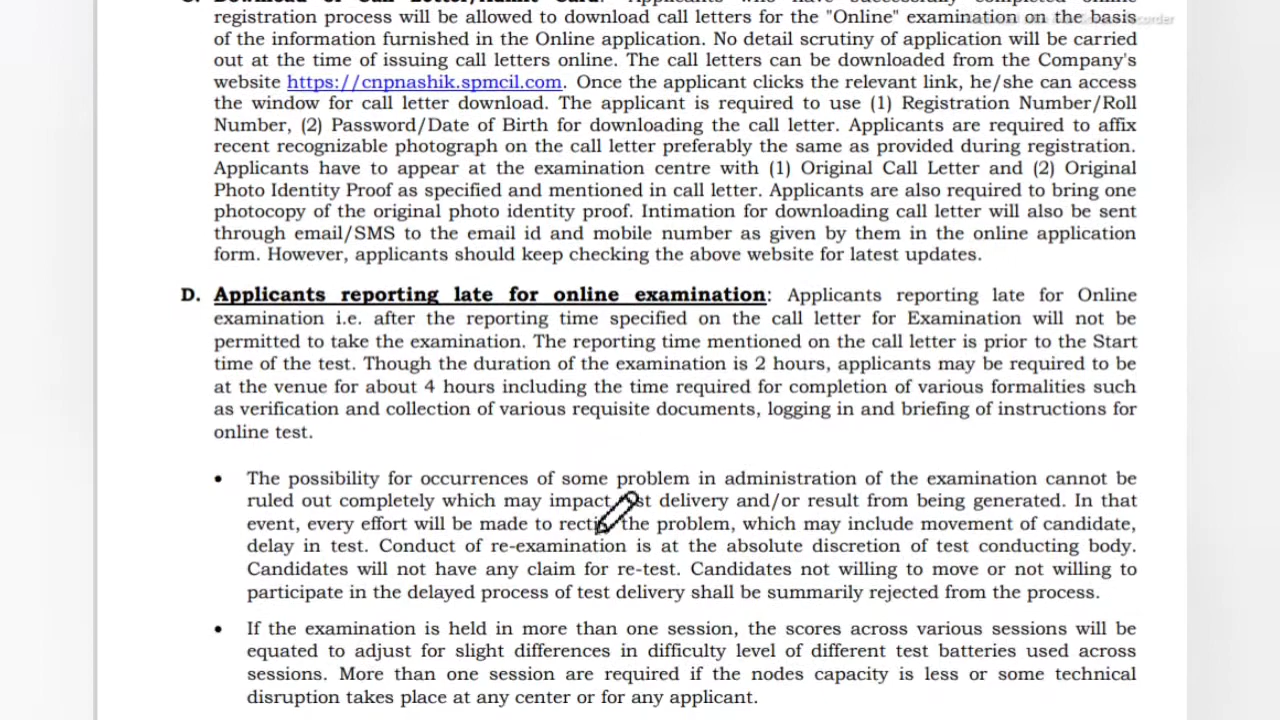 C. Download of Call Letter/Admit Card: Applicants who have successfully completed online
registration process will be allowed to download call letters for the "Online" examination on the basis
of the information furnished in the Online application. No detail scrutiny of application will be carried
out at the time of issuing call letters online. The call letters can be downloaded from the Company's
website https://cnpnashik.spmcil.com. Once the applicant clicks the relevant link, he/she can access
the window for call letter download. The applicant is required to use (1) Registration Number/Roll
Number, (2) Password/Date of Birth for downloading the call letter. Applicants are required to affix
recent recognizable photograph on the call letter preferably the same as provided during registration.
Applicants have to appear at the examination centre with (1) Original Call Letter and (2) Original
Photo Identity Proof as specified and mentioned in call letter. Applicants are also required to bring one
photocopy of the original photo identity proof. Intimation for downloading call letter will also be sent
through email/SMS to the email id and mobile number as given by them in the online application
form. However, applicants should keep checking the above website for latest updates.
D. Applicants reporting late for online examination: Applicants reporting late for Online
examination i.e. after the reporting time specified on the call letter for Examination will not be
permitted to take the examination. The reporting time mentioned on the call letter is prior to the Start
time of the test. Though the duration of the examination is 2 hours, applicants may be required to be
at the venue for about 4 hours including the time required for completion of various formalities such
as verification and collection of various requisite documents, logging in and briefing of instructions for
online test.
• The possibility for occurrences of some problem in administration of the examination cannot be
ruled out completely which may impact delivery and/or result from being generated. In that
event, every effort will be made to the problem, which may include movement of candidate,
delay in test. Conduct of re-examination is at the absolute discretion of test conducting body.
Candidates will not have any claim for re-test. Candidates not willing to move or not willing to
participate in the delayed process of test delivery shall be summarily rejected from the process.
• If the examination is held in more than one session, the scores across various sessions will be
equated to adjust for slight differences in difficulty level of different test batteries used across
sessions. More than one session are required if the nodes capacity is less or some technical
disruption takes place at any center or for any applicant.